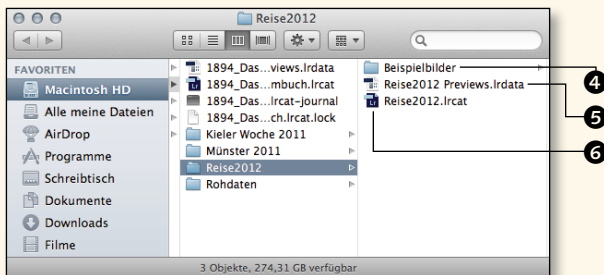 Reise2012
FAVORITEN
Macintosh HD
Alle meine Dateien
AirDrop
Programme
Schreibtisch
Dokumente
Downloads
Filme
1894_Das...views.lrdata
1894_Das...mbuch.lrcat
1894_Das...lrcat-journal
1894_Das...ch.lrcat.lock
Kieler Woche 2011
Münster 2011
Reise2012
Rohdaten
Beispielbilder
Reise2012 Previews.lrdata
Reise2012.lrcat
4
5
6
3 Objekte, 274,31 GB verfügbar